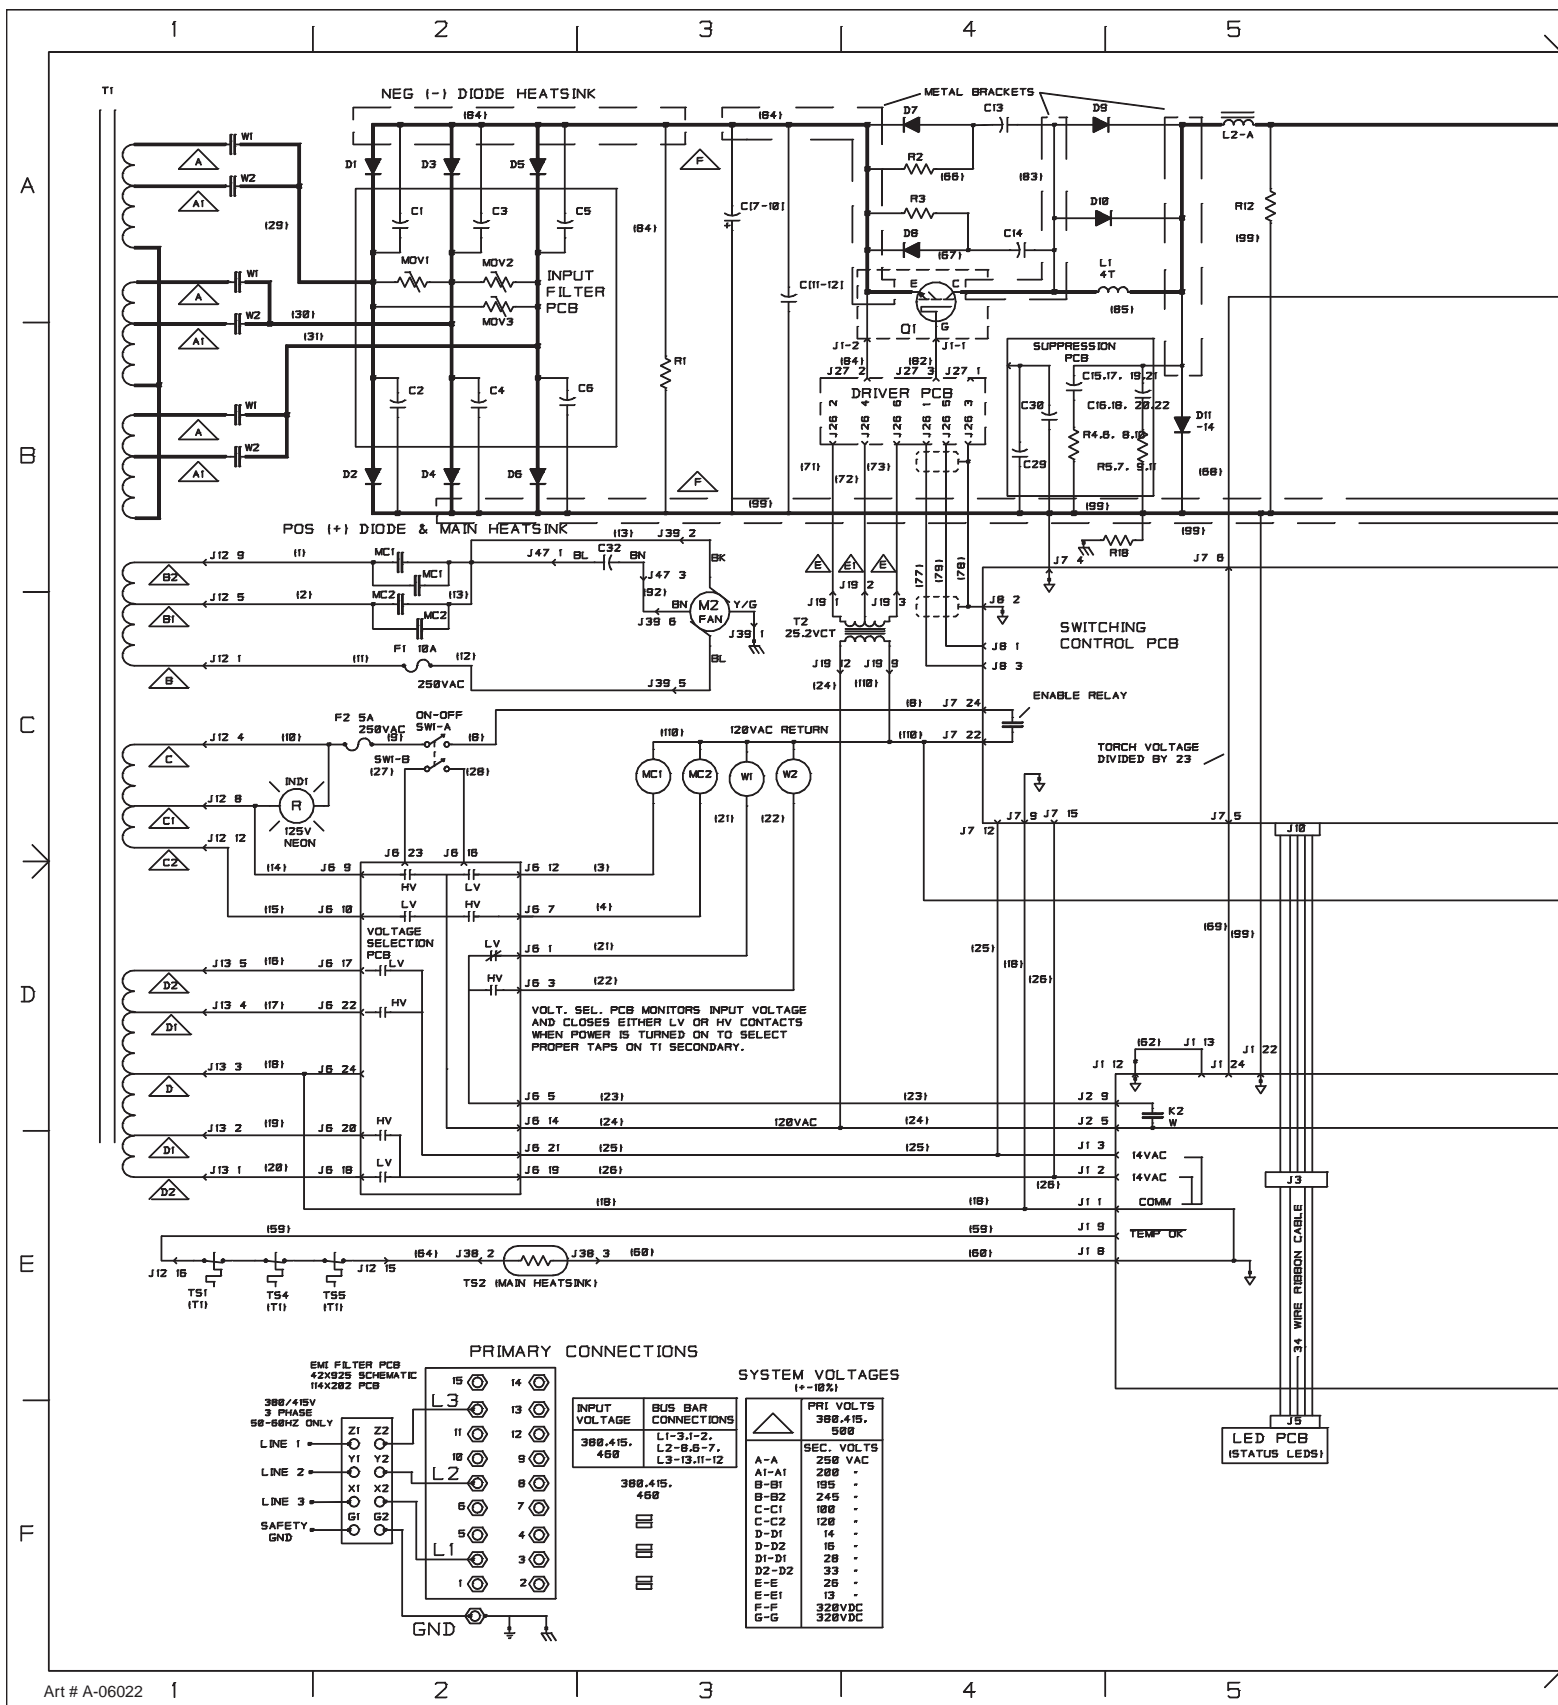 1 2 3 4 5
T1
NEG (-) DIODE HEATSINK
METAL BRACKETS
(84) (84)
D7 C13 D9
L2-A
W1
A
W2
A1
(29)
D1 D3 D5
F
R2
(66)
(83)
R3
D10
R12
(99)
C1 C3 C5
(84)
C(7-10)
+
D8 C14
(67)
MOV1 MOV2
MOV3
INPUT
FILTER
PCB
L1
4T
(85)
E C
Q1 G
C(11-12)
W1
A
W2
A1
(30)
(31)
J1-2 J1-1
(84) (82)
SUPPRESSION
PCB
J27 2 J27 3 J27 1
DRIVER PCB
J26 2 J26 4 J26 6 J26 1 J26 5 J26 3
R1
C2 C4 C6
C15,17, 19,21
C16,18, 20,22
C30
C29
R4,6, 8,10
R5,7, 9,11
D11
-14
W1
A
W2
A1
D2 D4 D6
F
(71) (72) (73)
(68)
(99) (99) (99)
A
B
C
D
E
F
POS (+) DIODE & MAIN HEATSINK
(13) J39 2
J12 9 (1) MC1
B2
MC1
J47 1 BL C32 BN
BK
J47 3
(92)
E E1 E
(77) (79) (78)
R18
J7 4 J7 6
J12 5 (2) MC2 (13)
B1
MC2
BN M2 Y/G
FAN
J39 6
J39 1
J19 2
J19 1 J19 3
T2
25.2VCT
J8 2
SWITCHING
CONTROL PCB
J8 1
J8 3
F1 10A
J12 1 (11) (12)
B
250VAC
BL
J39 5
J19 12 J19 9
(24) (110)
ENABLE RELAY
(8) J7 24
F2 5A
250VAC
ON-OFF
SW1-A
J12 4 (10) (9) (8)
C
SW1-B
(27) (28)
(110) 120VAC RETURN (110) J7 22
MC1 MC2 W1 W2
TORCH VOLTAGE
DIVIDED BY 23
IND1
R
125V
NEON
J12 8
C1
J12 12
C2
(21) (22)
J7 9 J7 15
J7 12
J7 5
J10
J6 23 J6 16
(14) J6 9
HV LV
J6 12 (3)
(15) J6 10
LV HV
J6 7 (4)
VOLTAGE
SELECTION
PCB
LV
J6 1 (21)
(25) (18) (26)
(69) (99)
J13 5 (16) J6 17 LV
D2
HV
J6 3 (22)
J13 4 (17) J6 22 HV
D1
VOLT. SEL. PCB MONITORS INPUT VOLTAGE
AND CLOSES EITHER LV OR HV CONTACTS
WHEN POWER IS TURNED ON TO SELECT
PROPER TAPS ON T1 SECONDARY.
J13 3 (18) J6 24
D
(62) J1 13
J1 12 J1 24 J1 22
J6 5 (23) (23) J2 9
K2
W
J6 14 (24) 120VAC (24) J2 5
J13 2 (19) J6 20 HV
D1
J6 21 (25) (25) J1 3 14VAC
J13 1 (20) J6 18 LV
D2
J6 19 (26) (26) J1 2 14VAC
(18) (18) J1 1 COMM
J3
(59) (59) J1 9 TEMP OK
J12 16 J12 15 (64) J38 2 J38 3 (60) (60) J1 8
TS1
(T1)
TS4
(T1)
TS5
(T1)
TS2 (MAIN HEATSINK)
34 WIRE RIBBON CABLE
J5
LED PCB
(STATUS LEDS)
PRIMARY CONNECTIONS
EMI FILTER PCB
42X925 SCHEMATIC
114X202 PCB
380/415V
3 PHASE
50-60HZ ONLY
LINE 1 Z1 Z2
LINE 2 Y1 Y2
LINE 3 X1 X2
SAFETY
GND
G1 G2
15 14
L3 13
11 12
10 9
L2 8
6 7
5 4
L1 3
1 2
GND
INPUT
VOLTAGE
BUS BAR
CONNECTIONS
380,415,
460
L1-3,1-2,
L2-8,6-7,
L3-13,11-12
380,415,
460
SYSTEM VOLTAGES
(+-10%)
PRI VOLTS
380,415,
500
SEC. VOLTS
A-A 250 VAC
A1-A1 200 "
B-B1 195 "
B-B2 245 "
C-C1 100 "
C-C2 120 "
D-D1 14 "
D-D2 16 "
D1-D1 28 "
D2-D2 33 "
E-E 26 "
E-E1 13 "
F-F 320VDC
G-G 320VDC
Art # A-06022
1 2 3 4 5